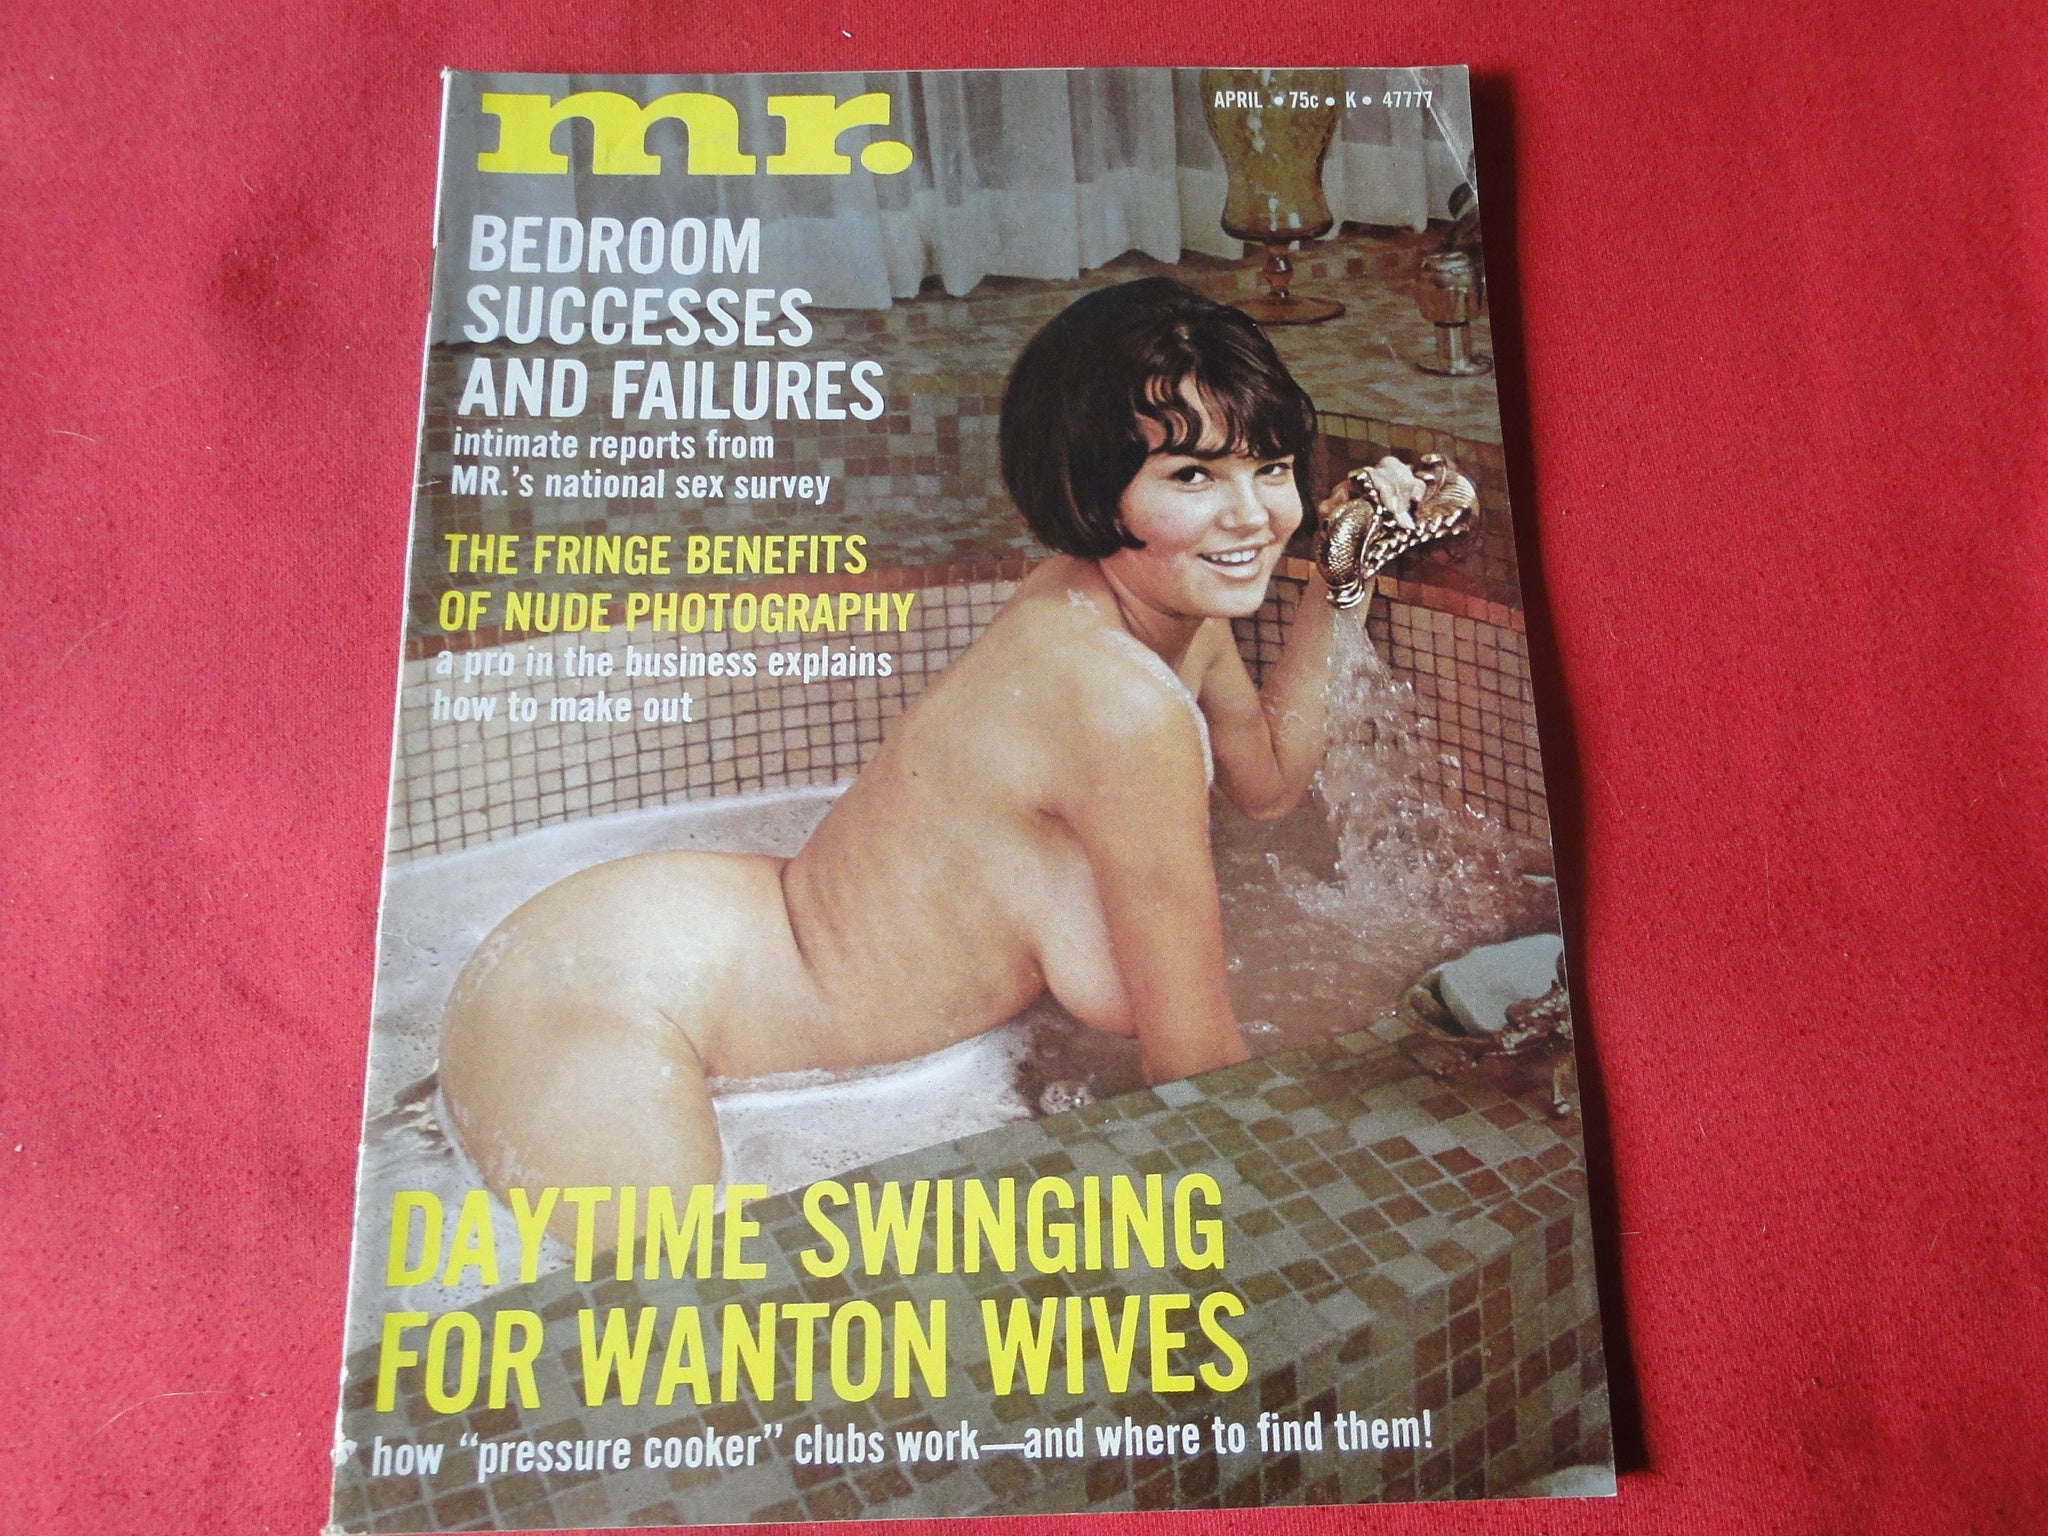 mr.
APRIL • 75c • K • 47777
BEDROOM
SUCCESSES
AND FAILURES
intimate reports from
MR.'s national sex survey
THE FRINGE BENEFITS
OF NUDE PHOTOGRAPHY
a pro in the business explains
how to make out
DAYTIME SWINGING
FOR WANTON WIVES
how “pressure cooker” clubs work—and where to find them!